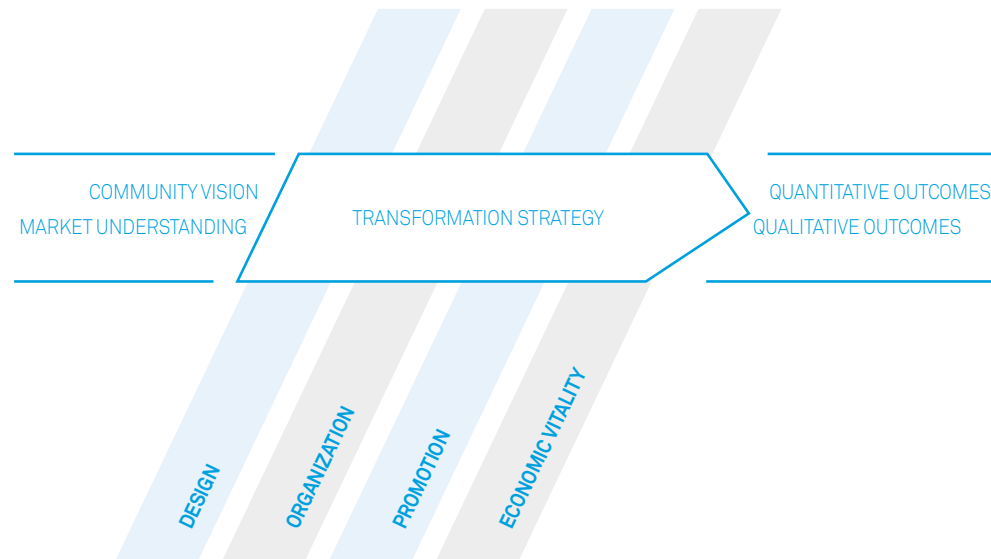 COMMUNITY VISION
MARKET UNDERSTANDING
TRANSFORMATION STRATEGY
QUANTITATIVE OUTCOMES
QUALITATIVE OUTCOMES
DESIGN
ORGANIZATION
PROMOTION
ECONOMIC VITALITY